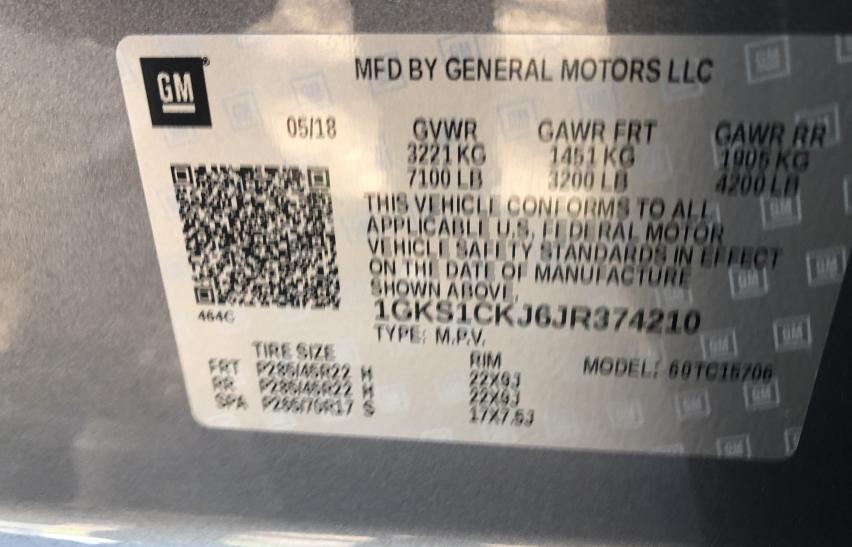 GM
MFD BY GENERAL MOTORS LLC
05/18
GVWR GAWR FRT GAWR RR
3221 KG 1451 KG 1905 KG
7100 LB 3200 LB 4200 LB
THIS VEHICLE CONFORMS TO ALL
APPLICABLE U.S. FEDERAL MOTOR
VEHICLE SAFETY STANDARDS IN EFFECT
ON THE DATE OF MANUFACTURE
SHOWN ABOVE.
1GKS1CKJ6JR374210
464C
TYPE: M.P.V.
TIRE SIZE RIM MODEL: 60TC15706
FRT P285/45R22 H 22X9J
RR P285/45R22 H 22X9J
SPA P265/70R17 S 17X7.5J